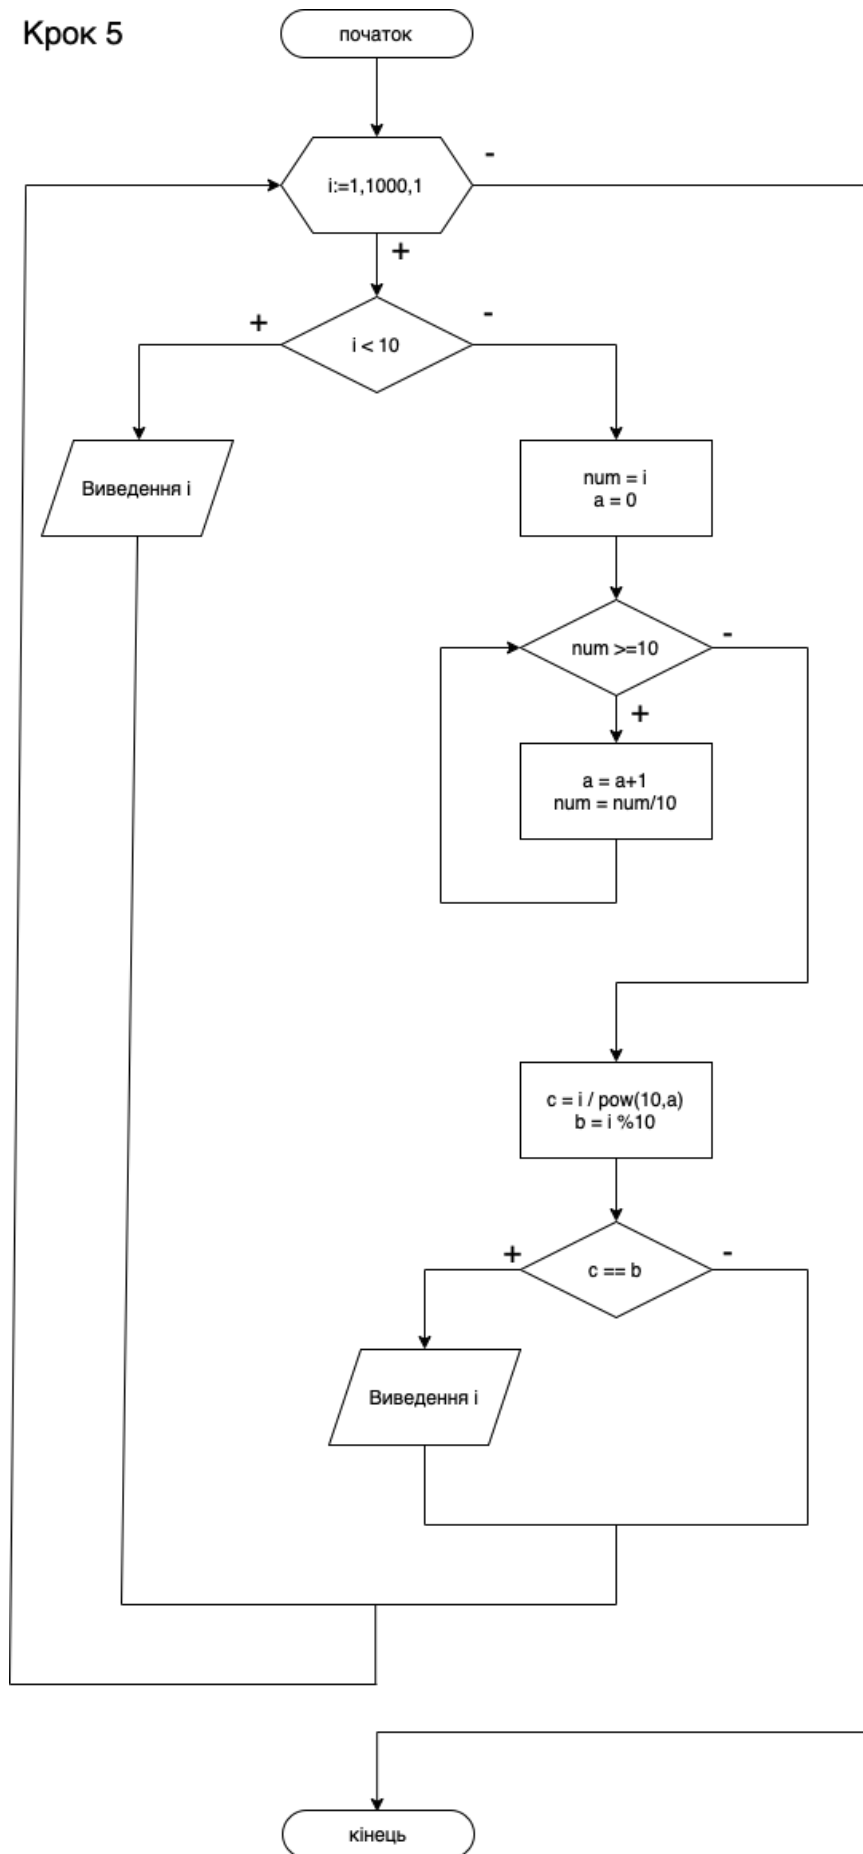 Крок 5
початок
i:=1,1000,1
-
+
i < 10
+
-
Виведення i
num = i
a = 0
num >=10
-
+
a = a+1
num = num/10
c = i / pow(10,a)
b = i %10
c == b
+
-
Виведення i
кінець